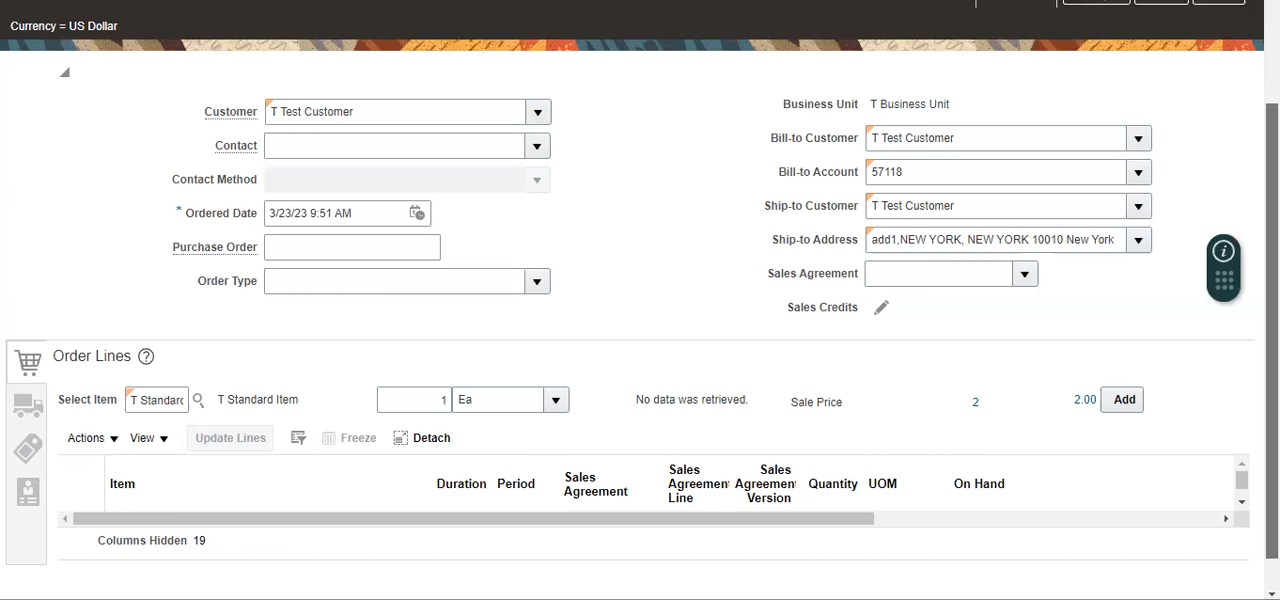 Currency = US Dollar
Customer T Test Customer
Contact
Contact Method
* Ordered Date 3/23/23 9:51 AM
Purchase Order
Order Type
Business Unit T Business Unit
Bill-to Customer T Test Customer
Bill-to Account 57118
Ship-to Customer T Test Customer
Ship-to Address add1,NEW YORK, NEW YORK 10010 New York
Sales Agreement
Sales Credits
Order Lines
Select Item T Standard T Standard Item 1 Ea No data was retrieved. Sale Price 2 2.00 Add
Actions View Update Lines Freeze Detach
Item Duration Period Sales Agreement Sales Agreement Line Sales Agreement Version Quantity UOM On Hand
Columns Hidden 19